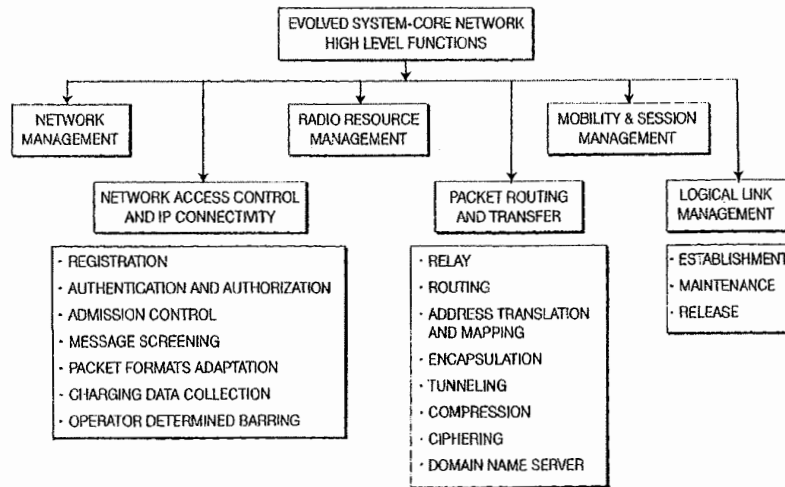 EVOLVED SYSTEM-CORE NETWORK
HIGH LEVEL FUNCTIONS
NETWORK
MANAGEMENT
RADIO RESOURCE
MANAGEMENT
MOBILITY & SESSION
MANAGEMENT
NETWORK ACCESS CONTROL
AND IP CONNECTIVITY
PACKET ROUTING
AND TRANSFER
LOGICAL LINK
MANAGEMENT
· REGISTRATION
· AUTHENTICATION AND AUTHORIZATION
· ADMISSION CONTROL
· MESSAGE SCREENING
· PACKET FORMATS ADAPTATION
· CHARGING DATA COLLECTION
· OPERATOR DETERMINED BARRING
· RELAY
· ROUTING
· ADDRESS TRANSLATION
AND MAPPING
· ENCAPSULATION
· TUNNELING
· COMPRESSION
· CIPHERING
· DOMAIN NAME SERVER
· ESTABLISHMENT
· MAINTENANCE
· RELEASE